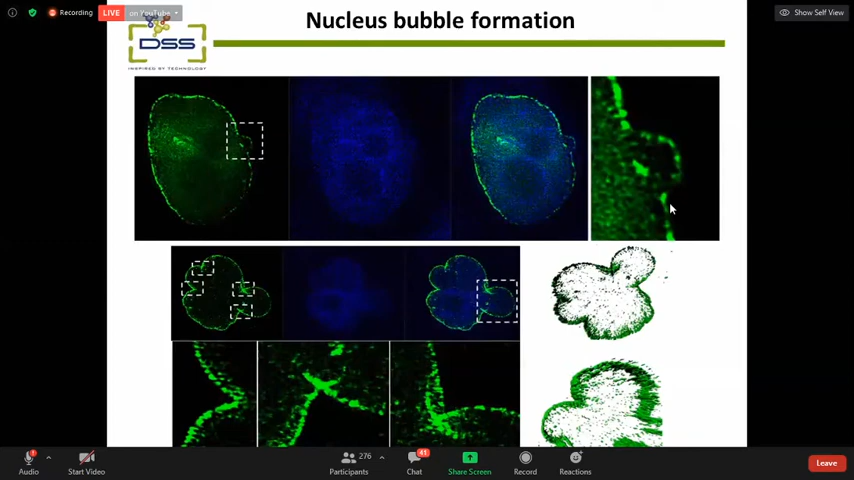 Recording
LIVE
on YouTube
Show Self View
Nucleus bubble formation
DSS
INSPIRED BY TECHNOLOGY
276
41
Audio
Start Video
Participants
Chat
Share Screen
Record
Reactions
Leave